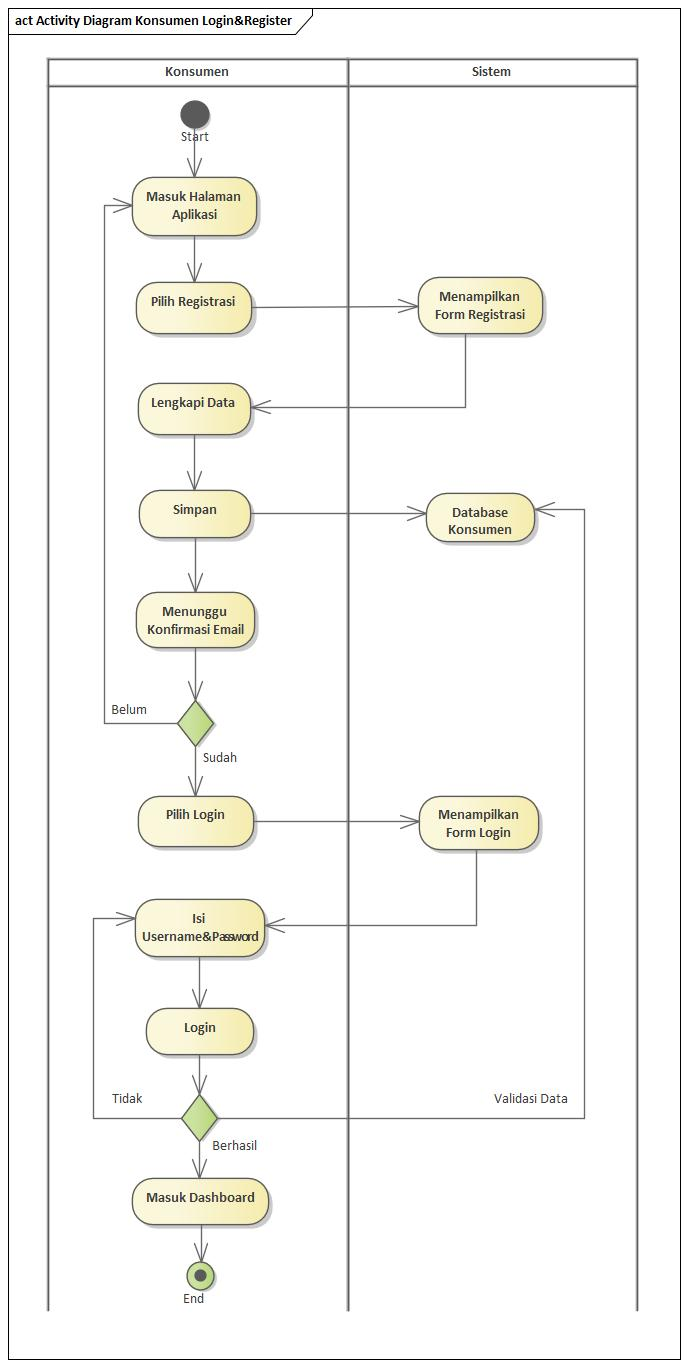 act Activity Diagram Konsumen Login&Register
Konsumen
Sistem
Start
Masuk Halaman
Aplikasi
Pilih Registrasi
Menampilkan
Form Registrasi
Lengkapi Data
Simpan
Database
Konsumen
Menunggu
Konfirmasi Email
Belum
Sudah
Pilih Login
Menampilkan
Form Login
Isi
Username&Password
Login
Tidak
Validasi Data
Berhasil
Masuk Dashboard
End